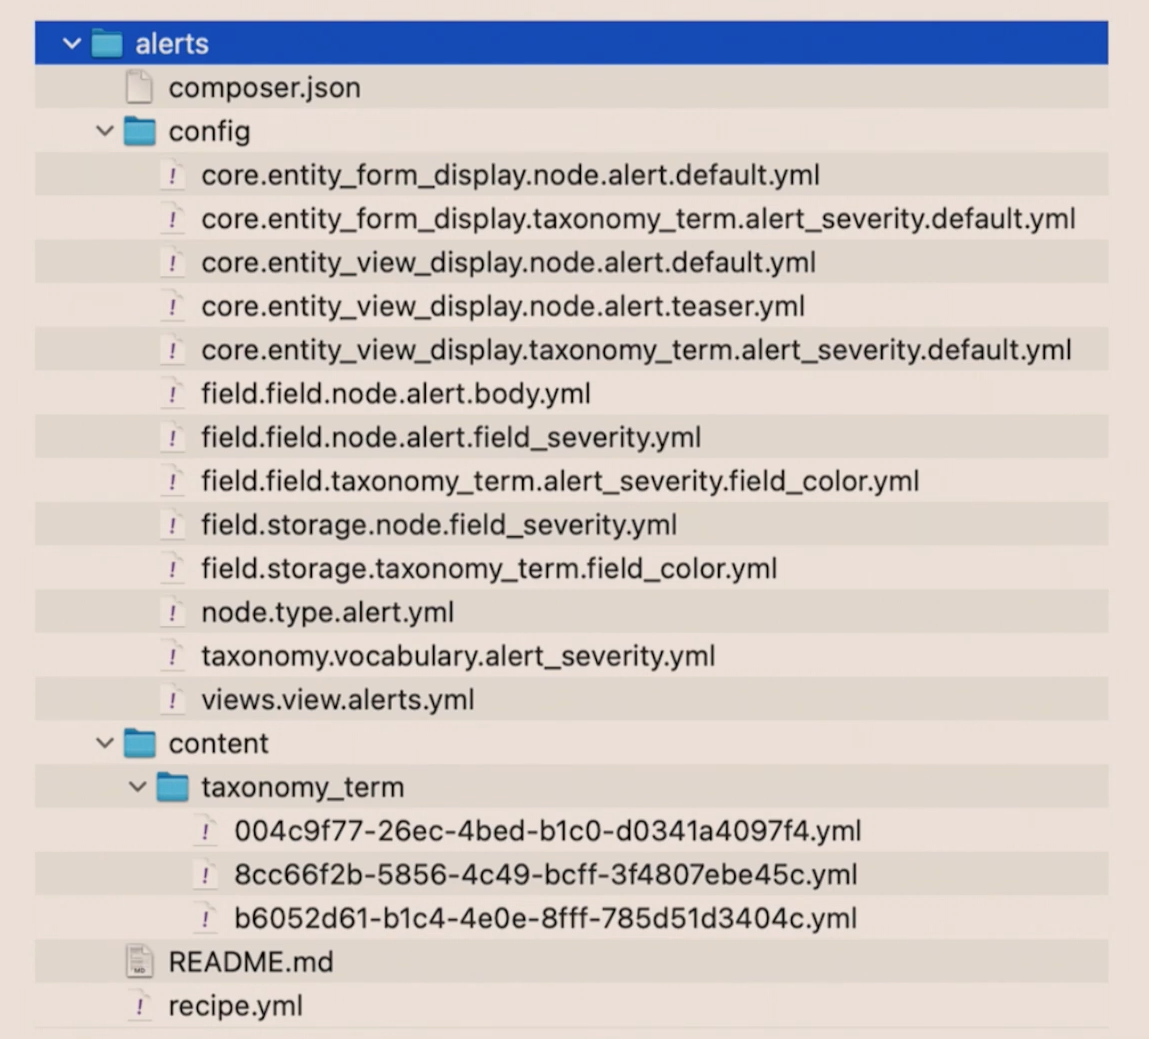 alerts
composer.json
config
! core.entity_form_display.node.alert.default.yml
! core.entity_form_display.taxonomy_term.alert_severity.default.yml
! core.entity_view_display.node.alert.default.yml
! core.entity_view_display.node.alert.teaser.yml
! core.entity_view_display.taxonomy_term.alert_severity.default.yml
! field.field.node.alert.body.yml
! field.field.node.alert.field_severity.yml
! field.field.taxonomy_term.alert_severity.field_color.yml
! field.storage.node.field_severity.yml
! field.storage.taxonomy_term.field_color.yml
! node.type.alert.yml
! taxonomy.vocabulary.alert_severity.yml
! views.view.alerts.yml
content
taxonomy_term
! 004c9f77-26ec-4bed-b1c0-d0341a4097f4.yml
! 8cc66f2b-5856-4c49-bcff-3f4807ebe45c.yml
! b6052d61-b1c4-4e0e-8fff-785d51d3404c.yml
MD README.md
! recipe.yml